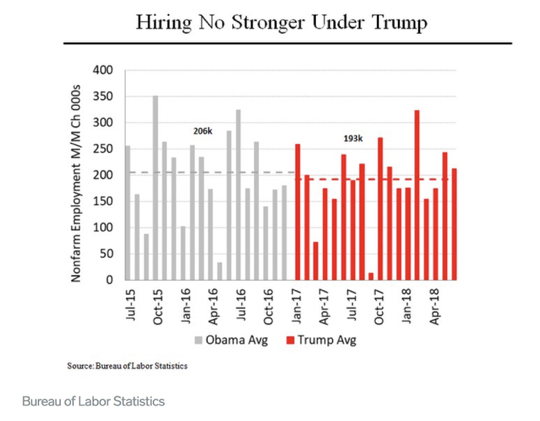 Hiring No Stronger Under Trump
Nonfarm Employment M/M Ch 000s
400
350
300
250
200
150
100
50
0
206k
193k
Jul-15
Oct-15
Jan-16
Apr-16
Jul-16
Oct-16
Jan-17
Apr-17
Jul-17
Oct-17
Jan-18
Apr-18
Obama Avg
Trump Avg
Source: Bureau of Labor Statistics
Bureau of Labor Statistics